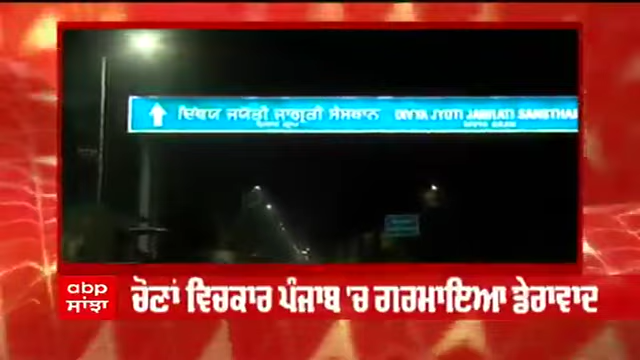 ਦਿਵਯ ਜਯੋਤੀ ਜਾਗ੍ਰਤੀ ਸੰਸਥਾਨ DIVYA JYOTI JAGRATI SANSTHAN
abp
ਸਾਂਝਾ
ਚੋਣਾਂ ਵਿਚਕਾਰ ਪੰਜਾਬ 'ਚ ਗਰਮਾਇਆ ਡੇਰਾਵਾਦ